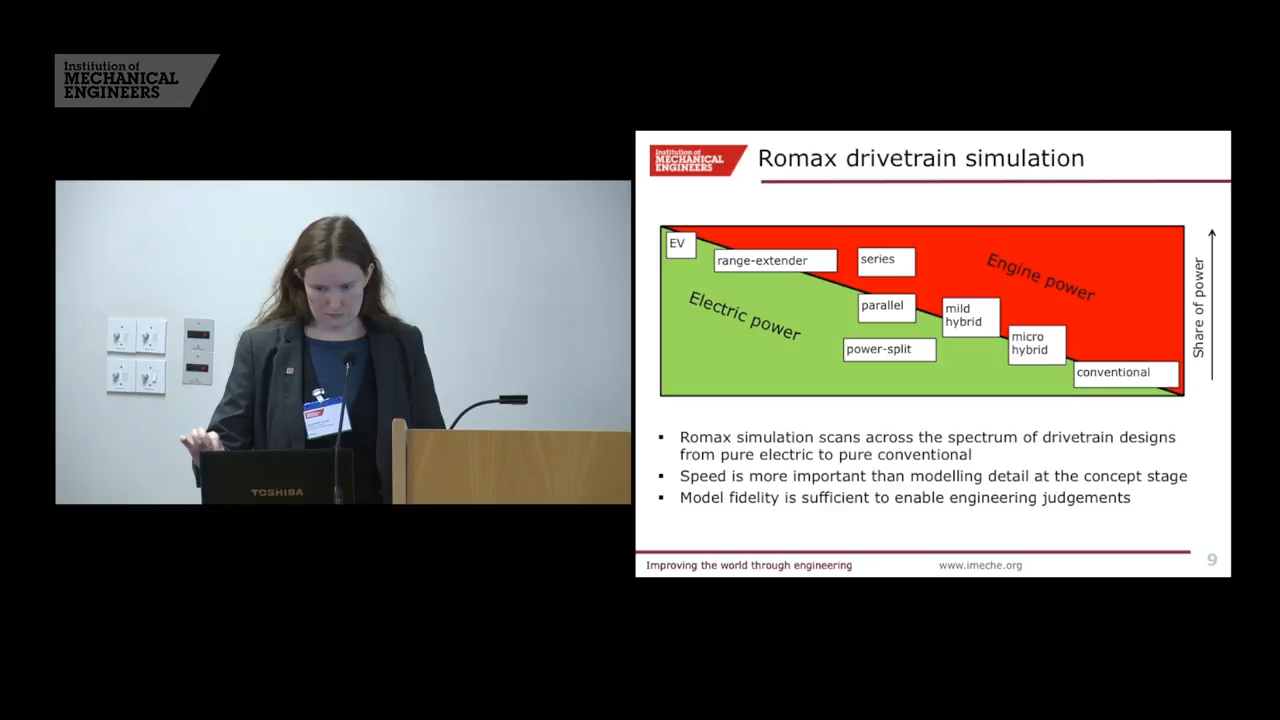 Institution of
MECHANICAL
ENGINEERS
TOSHIBA
Institution of
MECHANICAL
ENGINEERS
Romax drivetrain simulation
EV
range-extender
series
Engine power
Electric power
parallel
mild
hybrid
power-split
micro
hybrid
conventional
Share of power
▪ Romax simulation scans across the spectrum of drivetrain designs
from pure electric to pure conventional
▪ Speed is more important than modelling detail at the concept stage
▪ Model fidelity is sufficient to enable engineering judgements
Improving the world through engineering
www.imeche.org
9